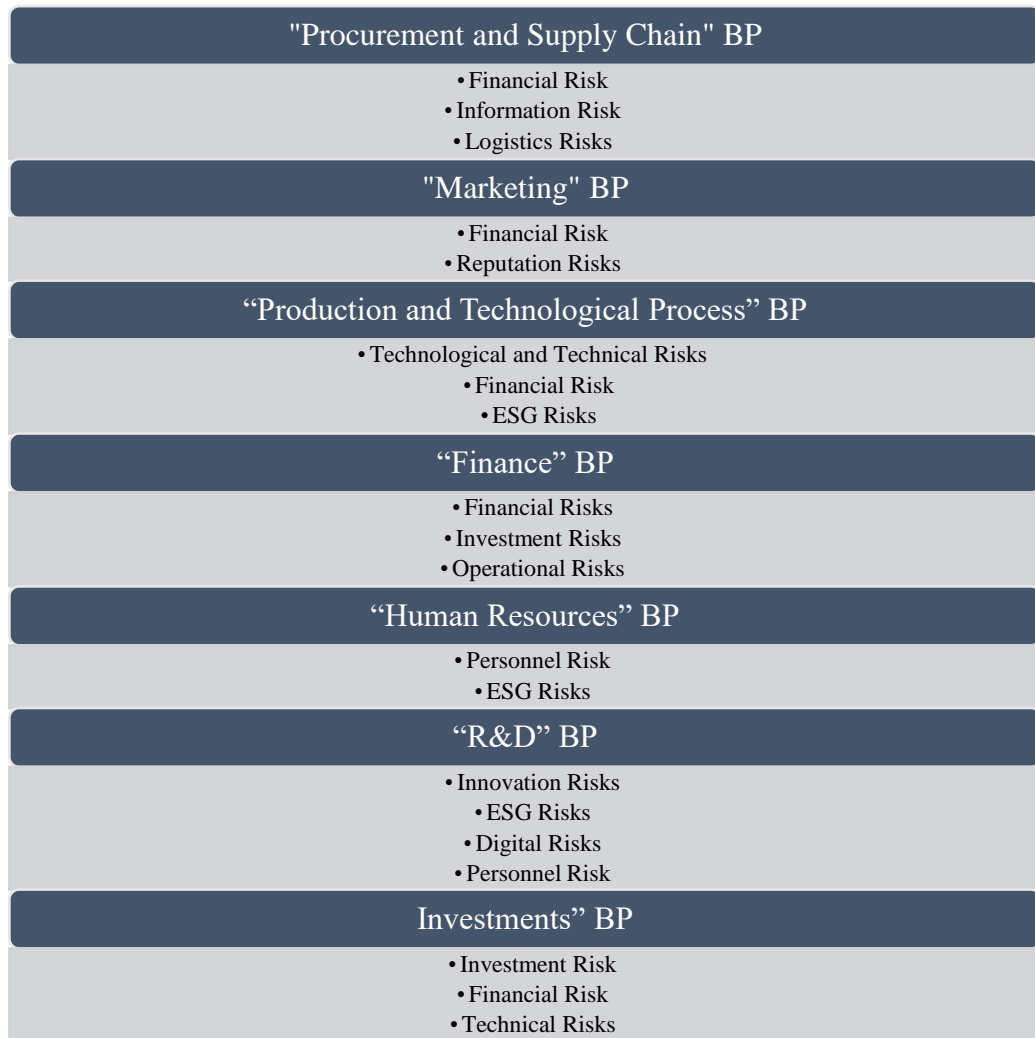 "Procurement and Supply Chain" BP
• Financial Risk
• Information Risk
• Logistics Risks
"Marketing" BP
• Financial Risk
• Reputation Risks
“Production and Technological Process” BP
• Technological and Technical Risks
• Financial Risk
• ESG Risks
“Finance” BP
• Financial Risks
• Investment Risks
• Operational Risks
“Human Resources” BP
• Personnel Risk
• ESG Risks
“R&D” BP
• Innovation Risks
• ESG Risks
• Digital Risks
• Personnel Risk
Investments” BP
• Investment Risk
• Financial Risk
• Technical Risks